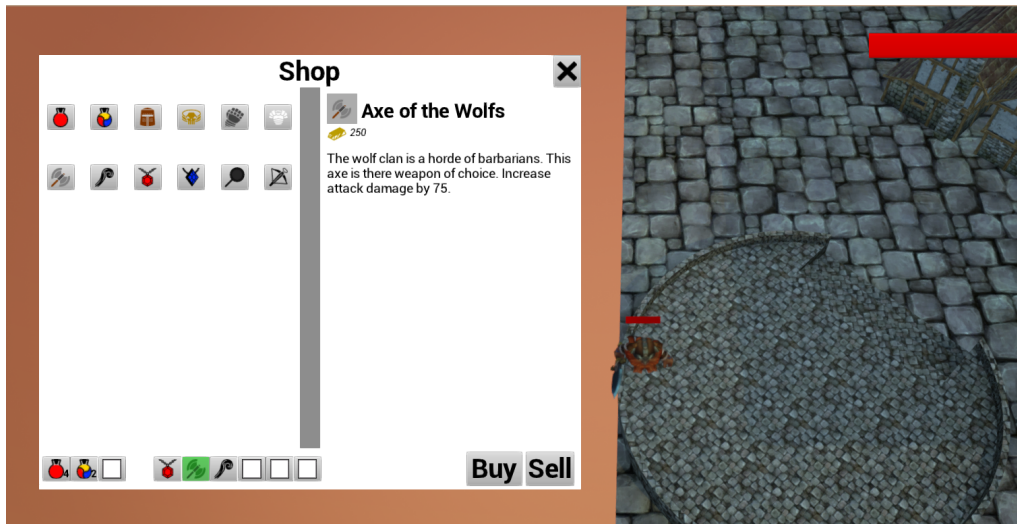 Shop
Axe of the Wolfs
250
The wolf clan is a horde of barbarians. This
axe is there weapon of choice. Increase
attack damage by 75.
4 2
Buy Sell